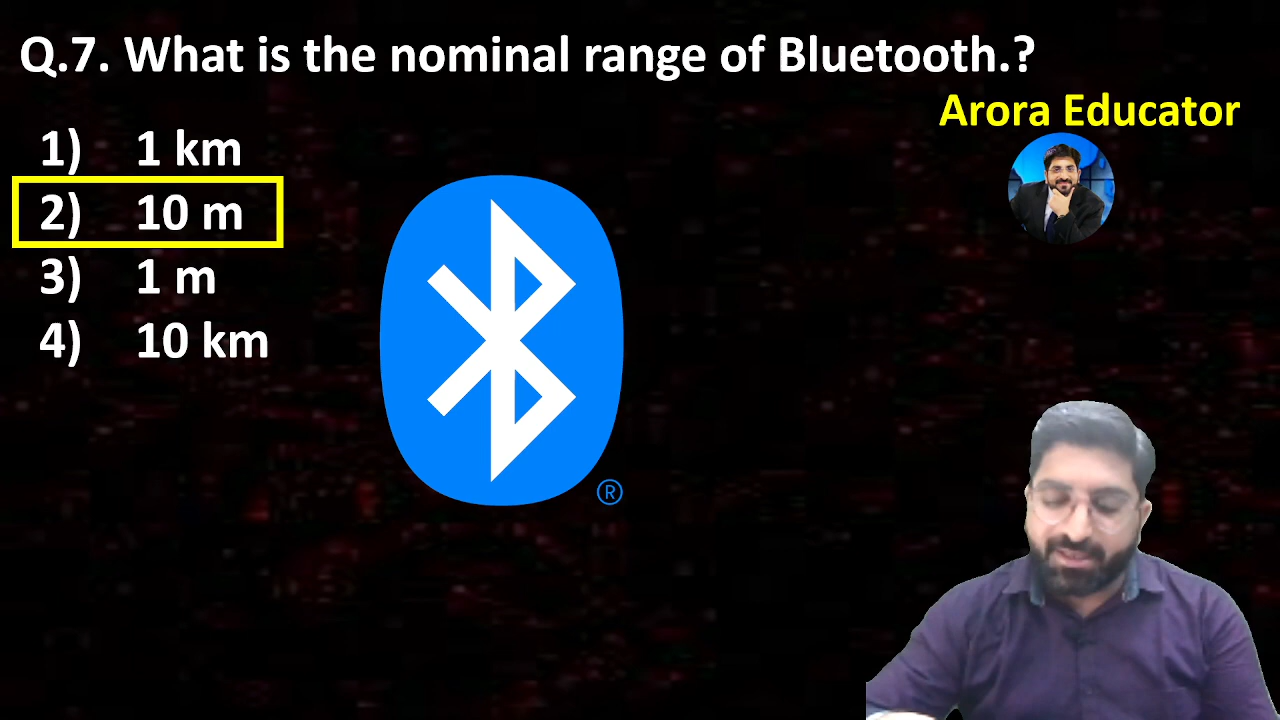 Q.7. What is the nominal range of Bluetooth.?
Arora Educator
1) 1 km
2) 10 m
3) 1 m
4) 10 km
®